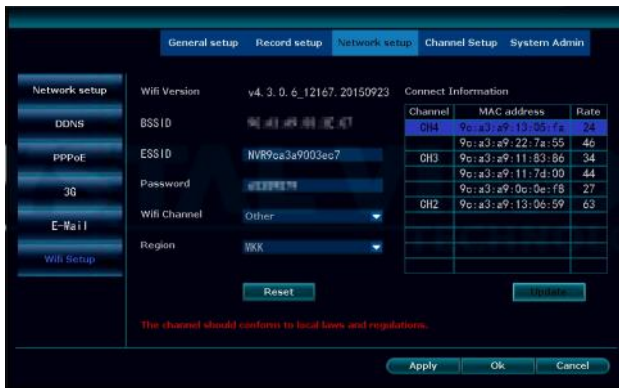 General setup Record setup Network setup Channel Setup System Admin
Network setup
DDNS
PPPoE
3G
E-Mail
Wifi Setup
Wifi Version v4.3.0.6_12167.20150923
BSSID
ESSID NVR9ca3a9003ec7
Password
Wifi Channel Other
Region MKK
Reset
Connect Information
Channel MAC address Rate
CH4 9c:a3:a9:13:05:fa 24
9c:a3:a9:22:7a:55 46
CH3 9c:a3:a9:11:83:86 34
9c:a3:a9:11:7d:00 44
9c:a3:a9:0c:0e:f8 27
CH2 9c:a3:a9:13:06:59 63
Update
The channel should conform to local laws and regulations.
Apply Ok Cancel